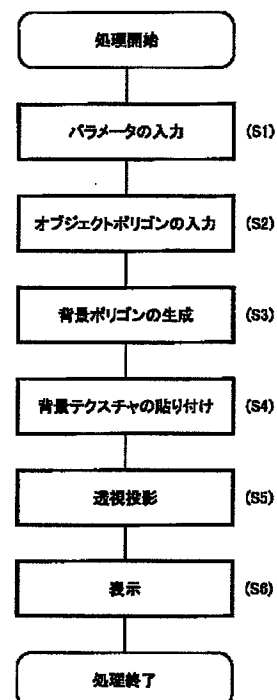 処理開始
パラメータの入力 (S1)
オブジェクトポリゴンの入力 (S2)
背景ポリゴンの生成 (S3)
背景テクスチャの貼り付け (S4)
透視投影 (S5)
表示 (S6)
処理終了